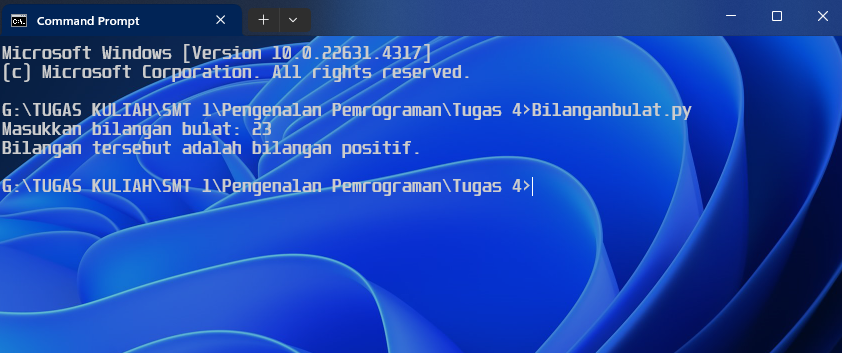 Command Prompt
Microsoft Windows [Version 10.0.22631.4317]
(c) Microsoft Corporation. All rights reserved.
G:\TUGAS KULIAH\SMT 1\Pengenalan Pemrograman\Tugas 4>Bilanganbulat.py
Masukkan bilangan bulat: 23
Bilangan tersebut adalah bilangan positif.
G:\TUGAS KULIAH\SMT 1\Pengenalan Pemrograman\Tugas 4>